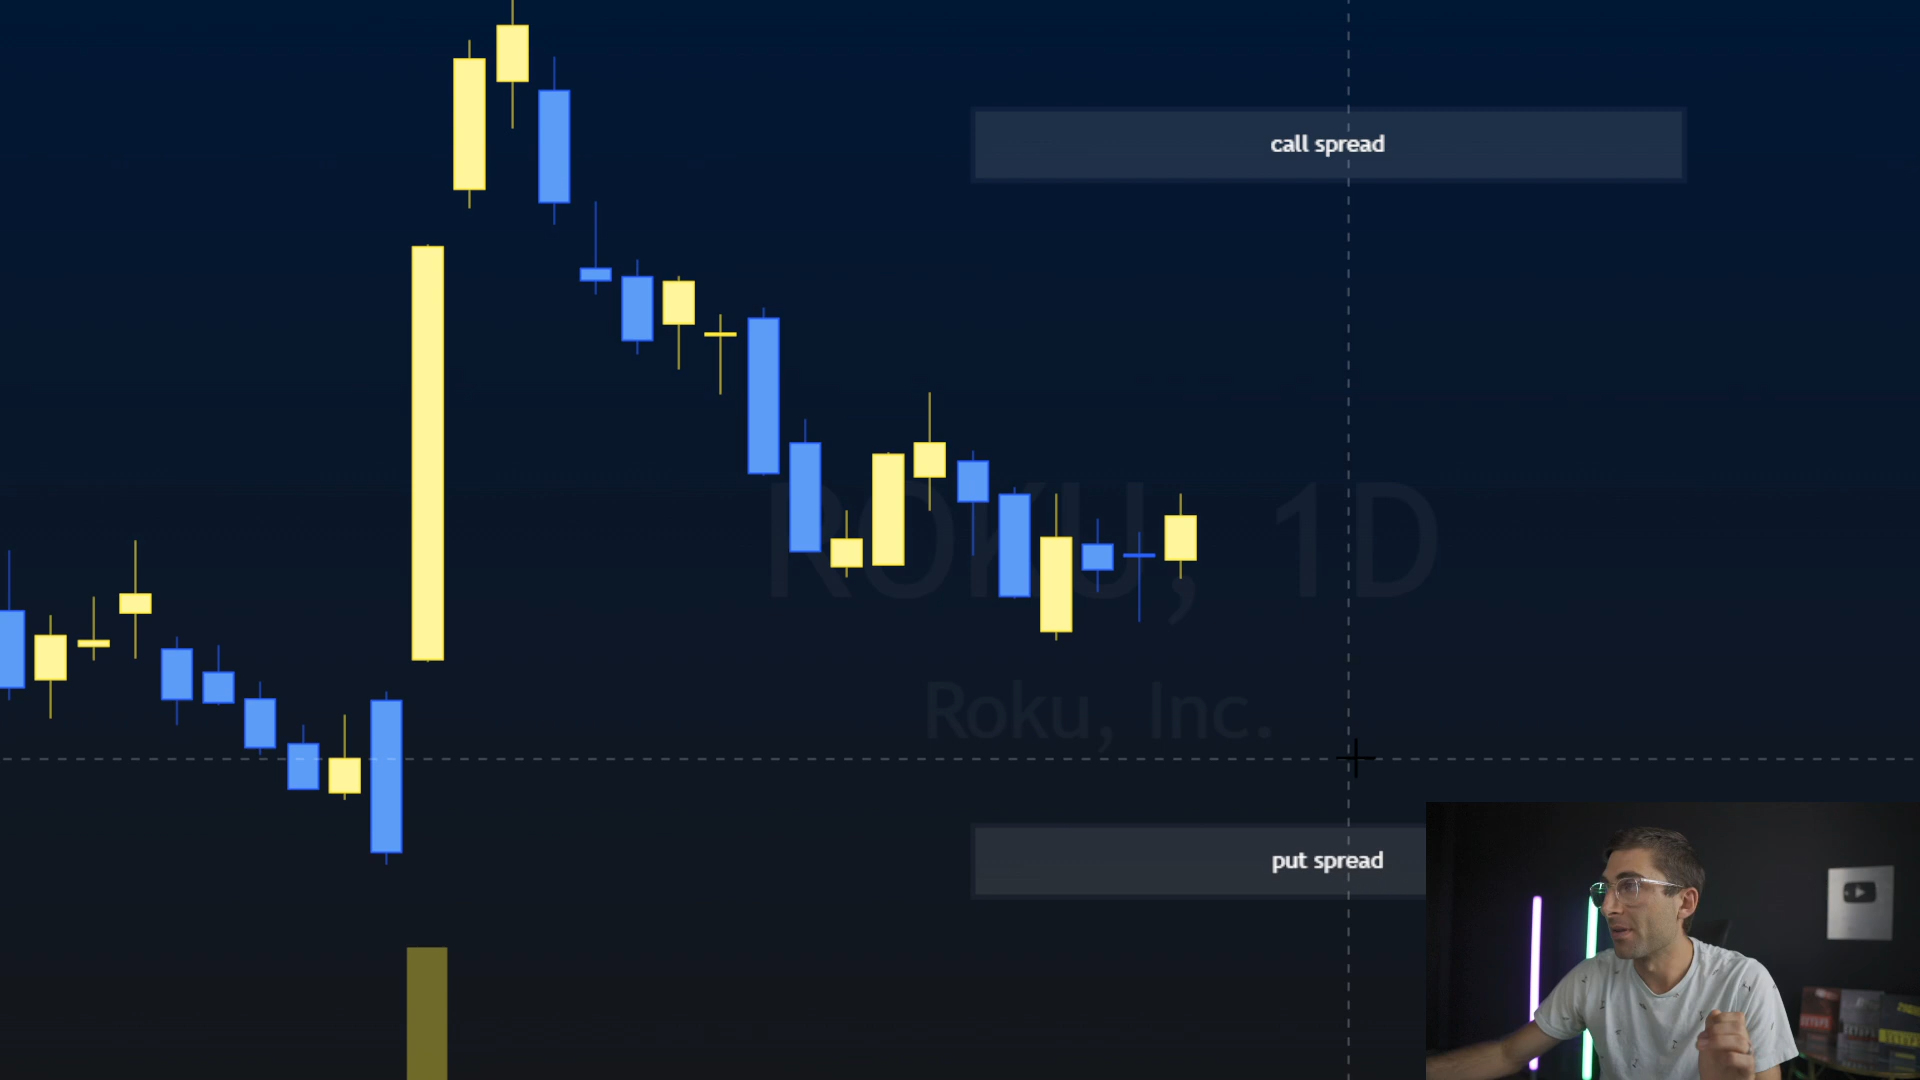 call spread
ROKU, 1D
Roku, Inc.
put spread